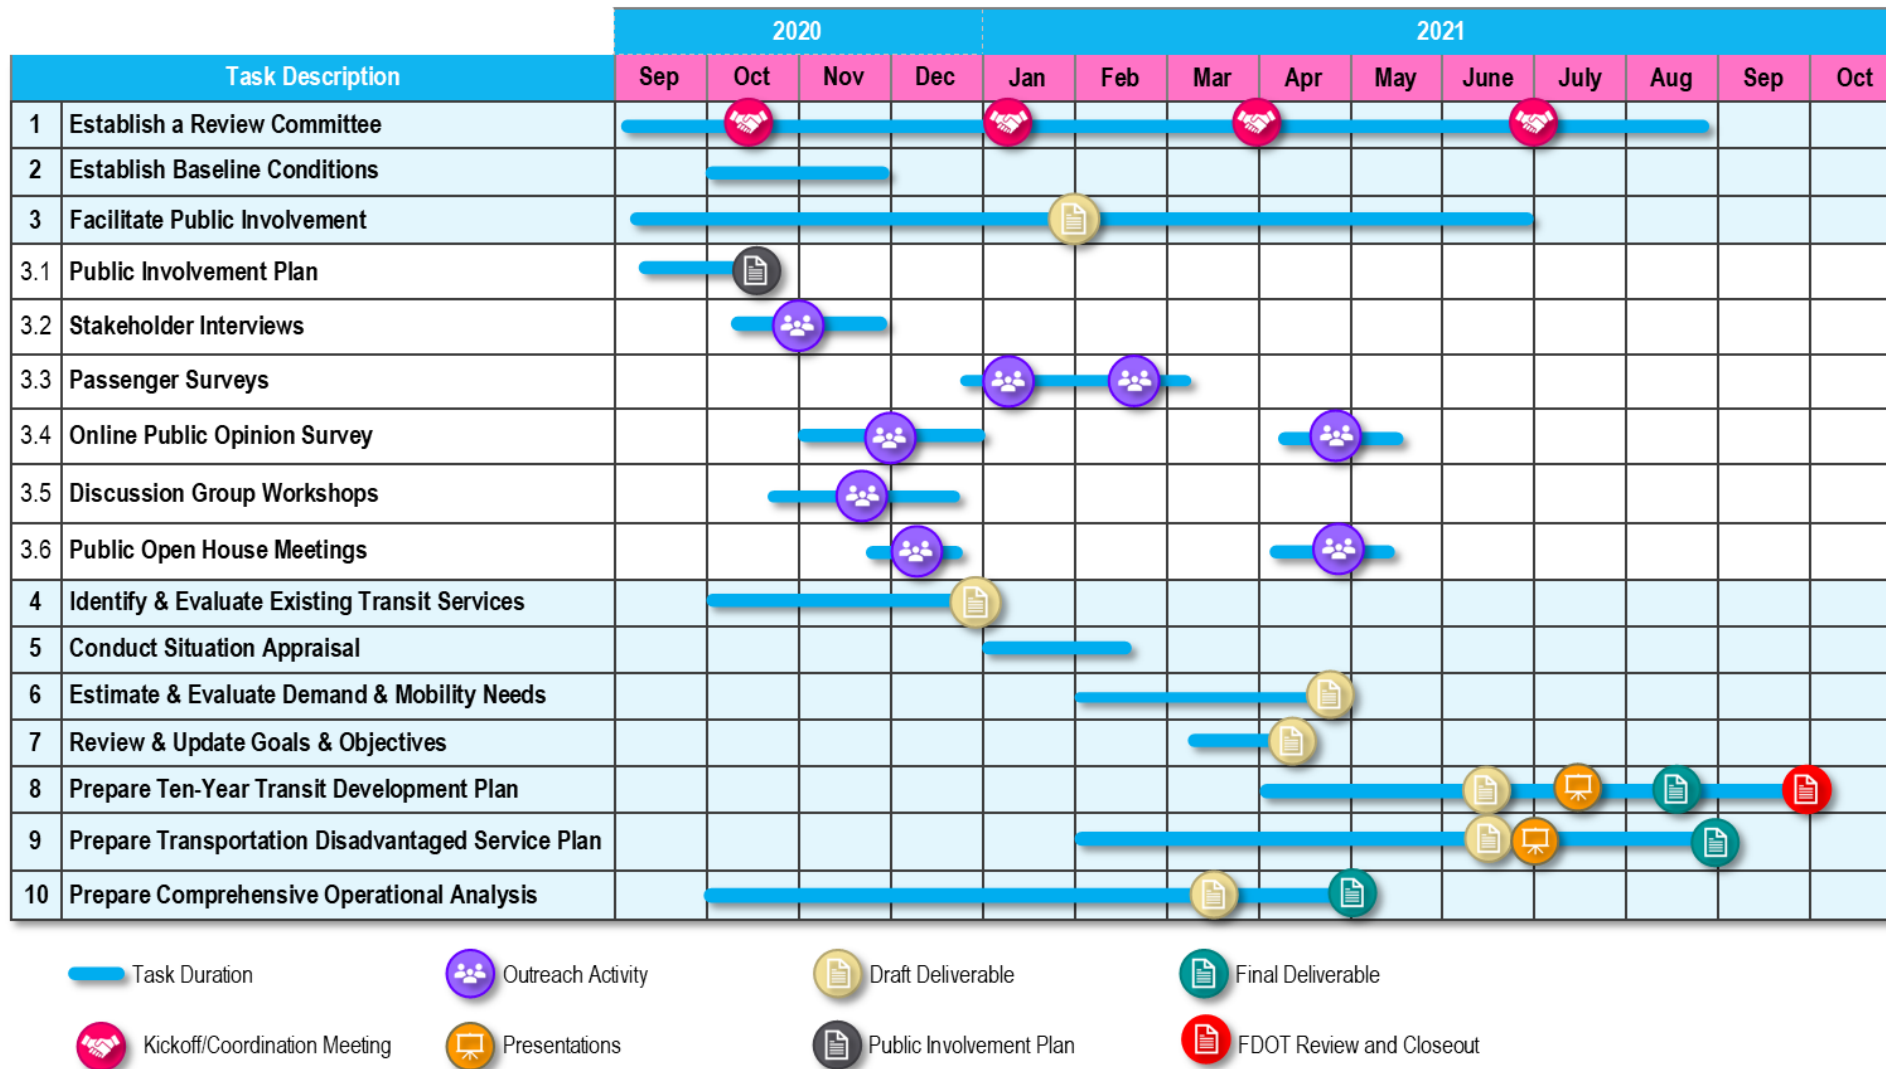 2020 2021
Task Description Sep Oct Nov Dec Jan Feb Mar Apr May June July Aug Sep Oct
1 Establish a Review Committee
2 Establish Baseline Conditions
3 Facilitate Public Involvement
3.1 Public Involvement Plan
3.2 Stakeholder Interviews
3.3 Passenger Surveys
3.4 Online Public Opinion Survey
3.5 Discussion Group Workshops
3.6 Public Open House Meetings
4 Identify & Evaluate Existing Transit Services
5 Conduct Situation Appraisal
6 Estimate & Evaluate Demand & Mobility Needs
7 Review & Update Goals & Objectives
8 Prepare Ten-Year Transit Development Plan
9 Prepare Transportation Disadvantaged Service Plan
10 Prepare Comprehensive Operational Analysis
Task Duration Outreach Activity Draft Deliverable Final Deliverable
Kickoff/Coordination Meeting Presentations Public Involvement Plan FDOT Review and Closeout